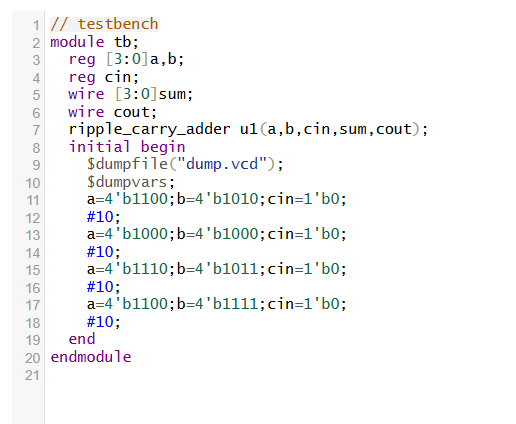 1 // testbench
2 module tb;
3 reg [3:0]a,b;
4 reg cin;
5 wire [3:0]sum;
6 wire cout;
7 ripple_carry_adder u1(a,b,cin,sum,cout);
8 initial begin
9 $dumpfile("dump.vcd");
10 $dumpvars;
11 a=4'b1100;b=4'b1010;cin=1'b0;
12 #10;
13 a=4'b1000;b=4'b1000;cin=1'b0;
14 #10;
15 a=4'b1110;b=4'b1011;cin=1'b0;
16 #10;
17 a=4'b1100;b=4'b1111;cin=1'b0;
18 #10;
19 end
20 endmodule
21